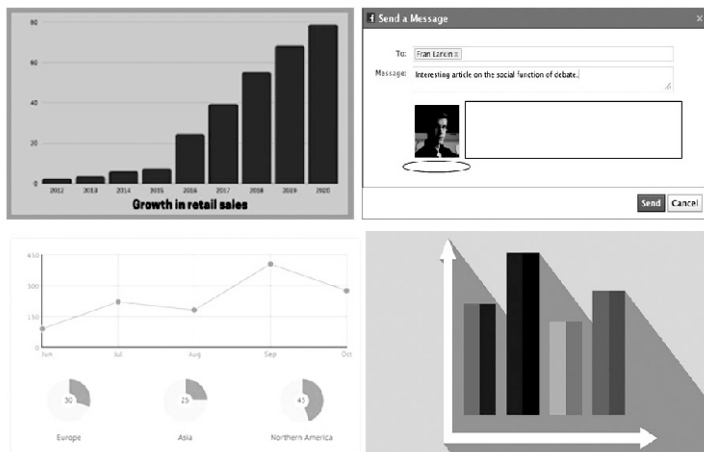 80
60
40
20
0
2012 2013 2014 2015 2016 2017 2018 2019 2020
Growth in retail sales
f Send a Message x
To: Fran Larkin x
Message: Interesting article on the social function of debate.
Send Cancel
450
300
150
0
Jun Jul Aug Sep Oct
30 25 45
Europe Asia Northern America